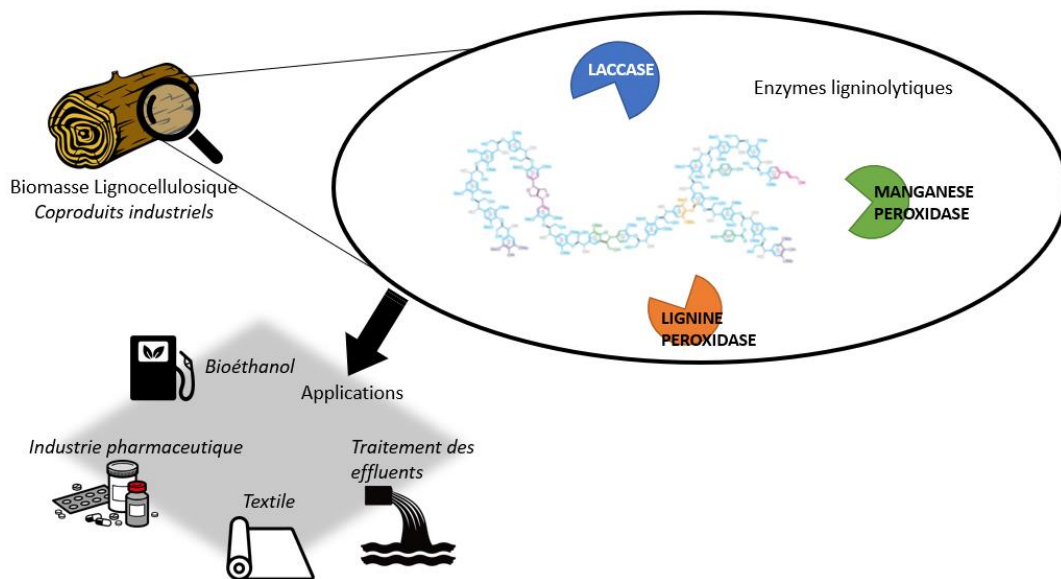 LACCASE
Enzymes ligninolytiques
Biomasse Lignocellulosique
Coproduits industriels
MANGANESE
PEROXIDASE
LIGNINE
PEROXIDASE
Bioéthanol
Applications
Industrie pharmaceutique
Traitement des
effluents
Textile